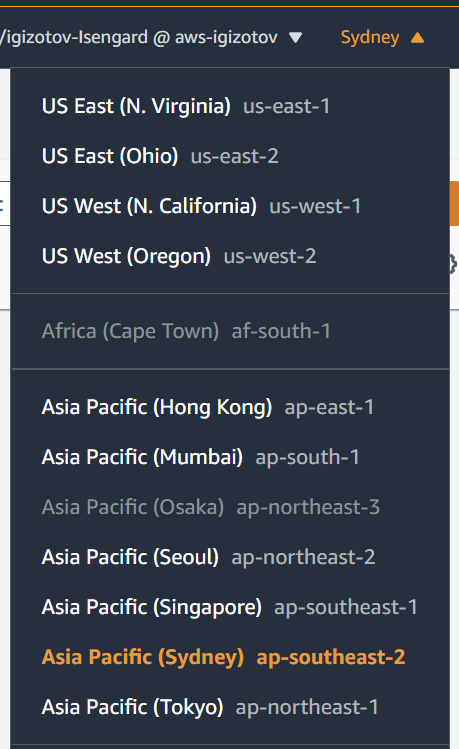 /igizotov-Isengard @ aws-igizotov Sydney
US East (N. Virginia) us-east-1
US East (Ohio) us-east-2
US West (N. California) us-west-1
US West (Oregon) us-west-2
Africa (Cape Town) af-south-1
Asia Pacific (Hong Kong) ap-east-1
Asia Pacific (Mumbai) ap-south-1
Asia Pacific (Osaka) ap-northeast-3
Asia Pacific (Seoul) ap-northeast-2
Asia Pacific (Singapore) ap-southeast-1
Asia Pacific (Sydney) ap-southeast-2
Asia Pacific (Tokyo) ap-northeast-1